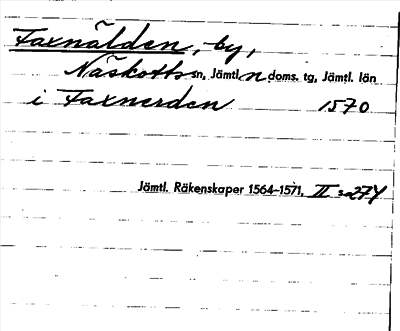 Faxnälden, by,
Näskotts sn, Jämtl. n doms. tg, Jämtl. län
i Faxnerden 1570
Jämtl. Räkenskaper 1564-1571, II s. 274